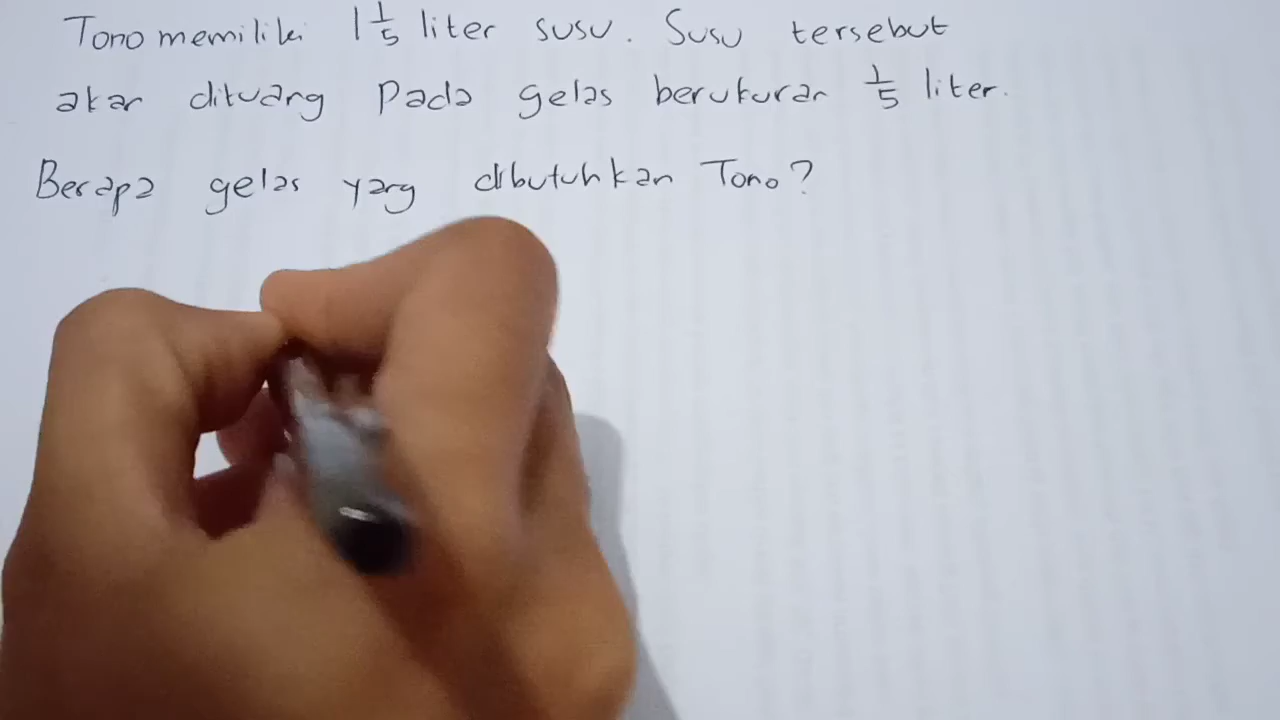 Tono memiliki 1 1/5 liter susu. Susu tersebut
akan dituang pada gelas berukuran 1/5 liter.
Berapa gelas yang dibutuhkan Tono?